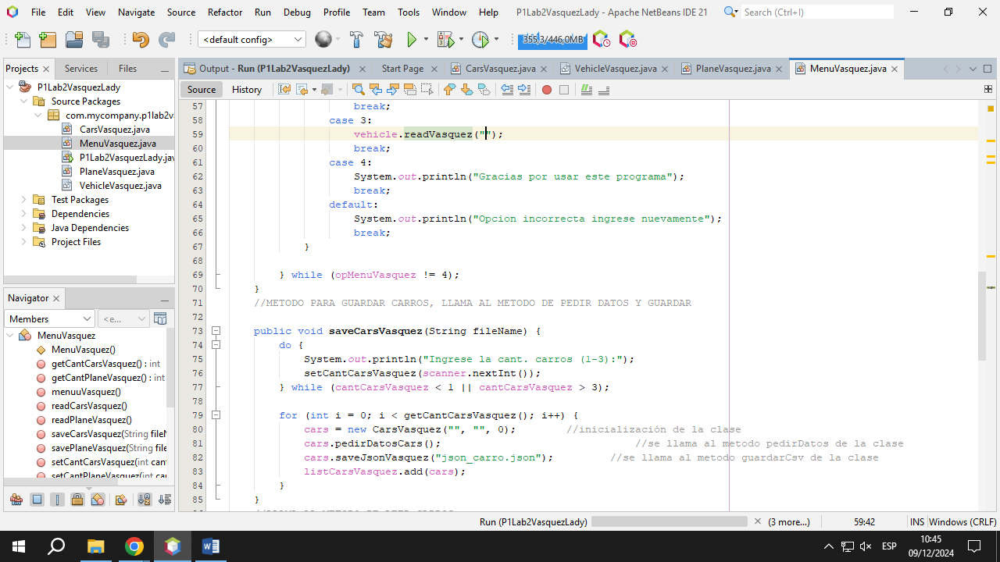 File Edit View Navigate Source Refactor Run Debug Profile Team Tools Window Help P1Lab2VasquezLady - Apache NetBeans IDE 21 Search (Ctrl+I)
<default config> 355,3/446,0MB
Projects Services Files
Output - Run (P1Lab2VasquezLady) Start Page CarsVasquez.java VehicleVasquez.java PlaneVasquez.java MenuVasquez.java
Source History
P1Lab2VasquezLady
Source Packages
com.mycompany.p1lab2va
CarsVasquez.java
MenuVasquez.java
P1Lab2VasquezLady.jav
PlaneVasquez.java
VehicleVasquez.java
Test Packages
Dependencies
Java Dependencies
Project Files
Navigator
Members <e...
MenuVasquez
MenuVasquez()
getCantCarsVasquez() : int
getCantPlaneVasquez() : int
menuuVasquez()
readCarsVasquez()
readPlaneVasquez()
saveCarsVasquez(String fileN
savePlaneVasquez(String file
setCantCarsVasquez(int cant
setCantPlaneVasquez(int car
57 break;
58 case 3:
59 vehicle.readVasquez("");
60 break;
61 case 4:
62 System.out.println("Gracias por usar este programa");
63 break;
64 default:
65 System.out.println("Opcion incorrecta ingrese nuevamente");
66 break;
67 }
68
69 } while (opMenuVasquez != 4);
70 }
71 //METODO PARA GUARDAR CARROS, LLAMA AL METODO DE PEDIR DATOS Y GUARDAR
72
73 public void saveCarsVasquez(String fileName) {
74 do {
75 System.out.println("Ingrese la cant. carros (1-3):");
76 setCantCarsVasquez(scanner.nextInt());
77 } while (cantCarsVasquez < 1 || cantCarsVasquez > 3);
78
79 for (int i = 0; i < getCantCarsVasquez(); i++) {
80 cars = new CarsVasquez("", "", 0); //inicialización de la clase
81 cars.pedirDatosCars(); //se llama al metodo pedirDatos de la clase
82 cars.saveJsonVasquez("json_carro.json"); //se llama al metodo guardarCsv de la clase
83 listCarsVasquez.add(cars);
84 }
85 }
Run (P1Lab2VasquezLady) (3 more...) 59:42 INS Windows (CRLF)
ESP 10:45
09/12/2024